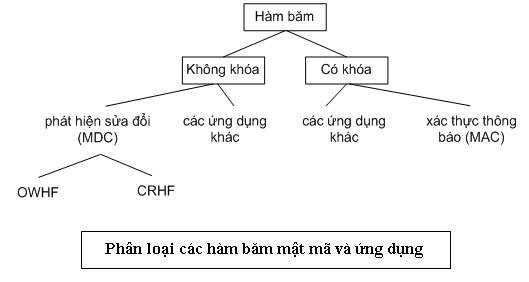 Hàm băm
Không khóa
Có khóa
phát hiện sửa đổi
(MDC)
các ứng dụng
khác
các ứng dụng
khác
xác thực thông
báo (MAC)
OWHF
CRHF
Phân loại các hàm băm mật mã và ứng dụng